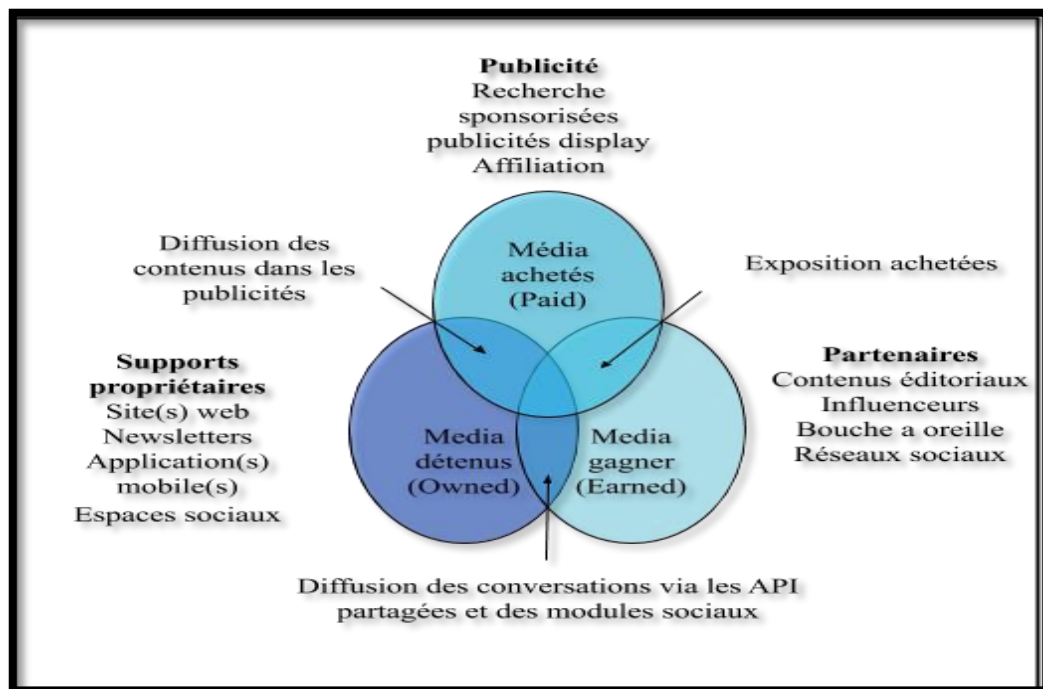 Publicité
Recherche
sponsorisées
publicités display
Affiliation
Diffusion des
contenus dans les
publicités
Média
achetés
(Paid)
Exposition achetées
Supports
propriétaires
Site(s) web
Newsletters
Application(s)
mobile(s)
Espaces sociaux
Media
détenus
(Owned)
Media
gagner
(Earned)
Partenaires
Contenus éditoriaux
Influenceurs
Bouche a oreille
Réseaux sociaux
Diffusion des conversations via les API
partagées et des modules sociaux